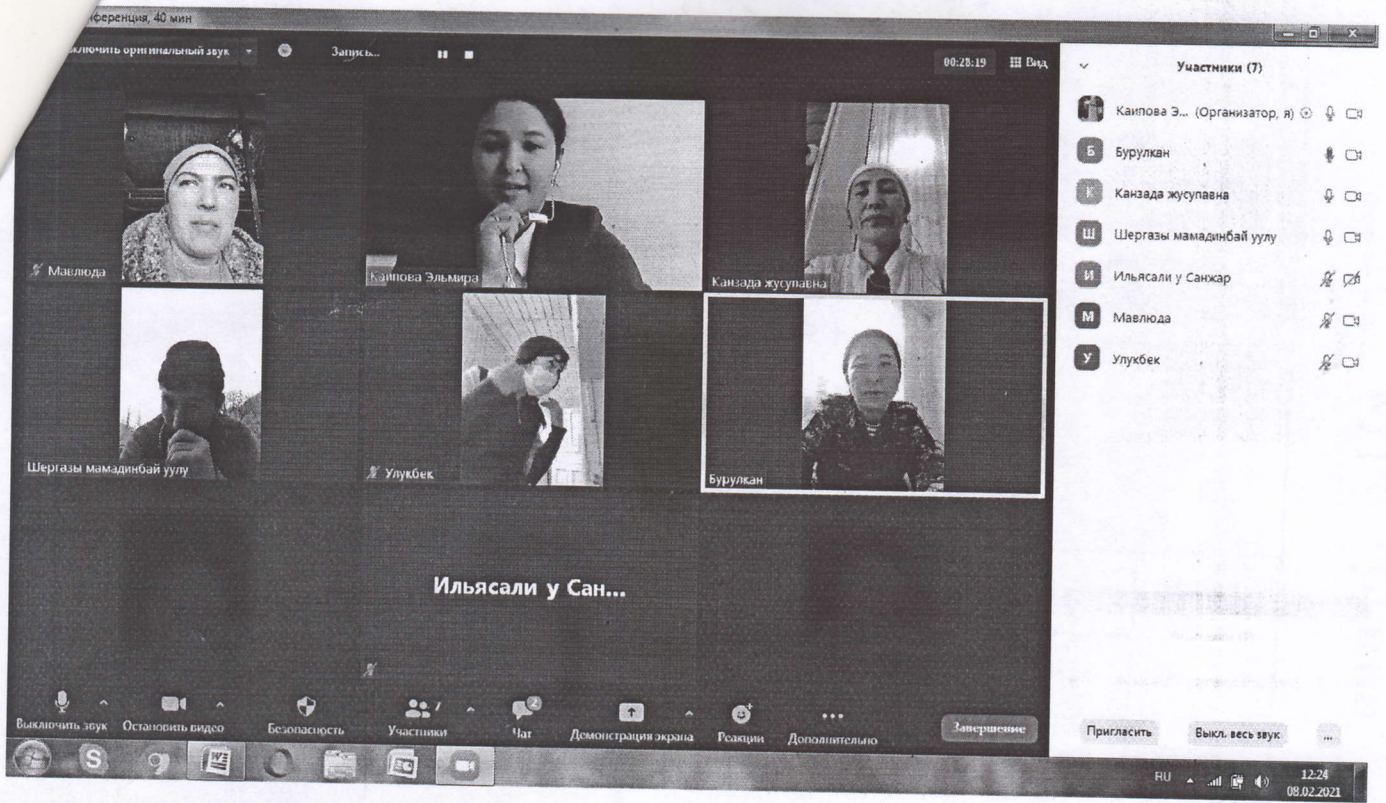 ференция, 40 мин
ключить оригинальный звук
Запись...
00:28:19
Вид
Мавлюда
Каипова Эльмира
Канзада жусупавна
Шергазы мамадинбай уулу
Улукбек
Бурулкан
Ильясали у Сан...
Выключить звук
Остановить видео
Безопасность
Участники
7
Чат
2
Демонстрация экрана
Реакции
Дополнительно
Завершение
Участники (7)
Каипова Э... (Организатор, я)
Б Бурулкан
К Канзада жусупавна
Ш Шергазы мамадинбай уулу
И Ильясали у Санжар
М Мавлюда
У Улукбек
Пригласить
Выкл. весь звук
...
RU
12:24
08.02.2021